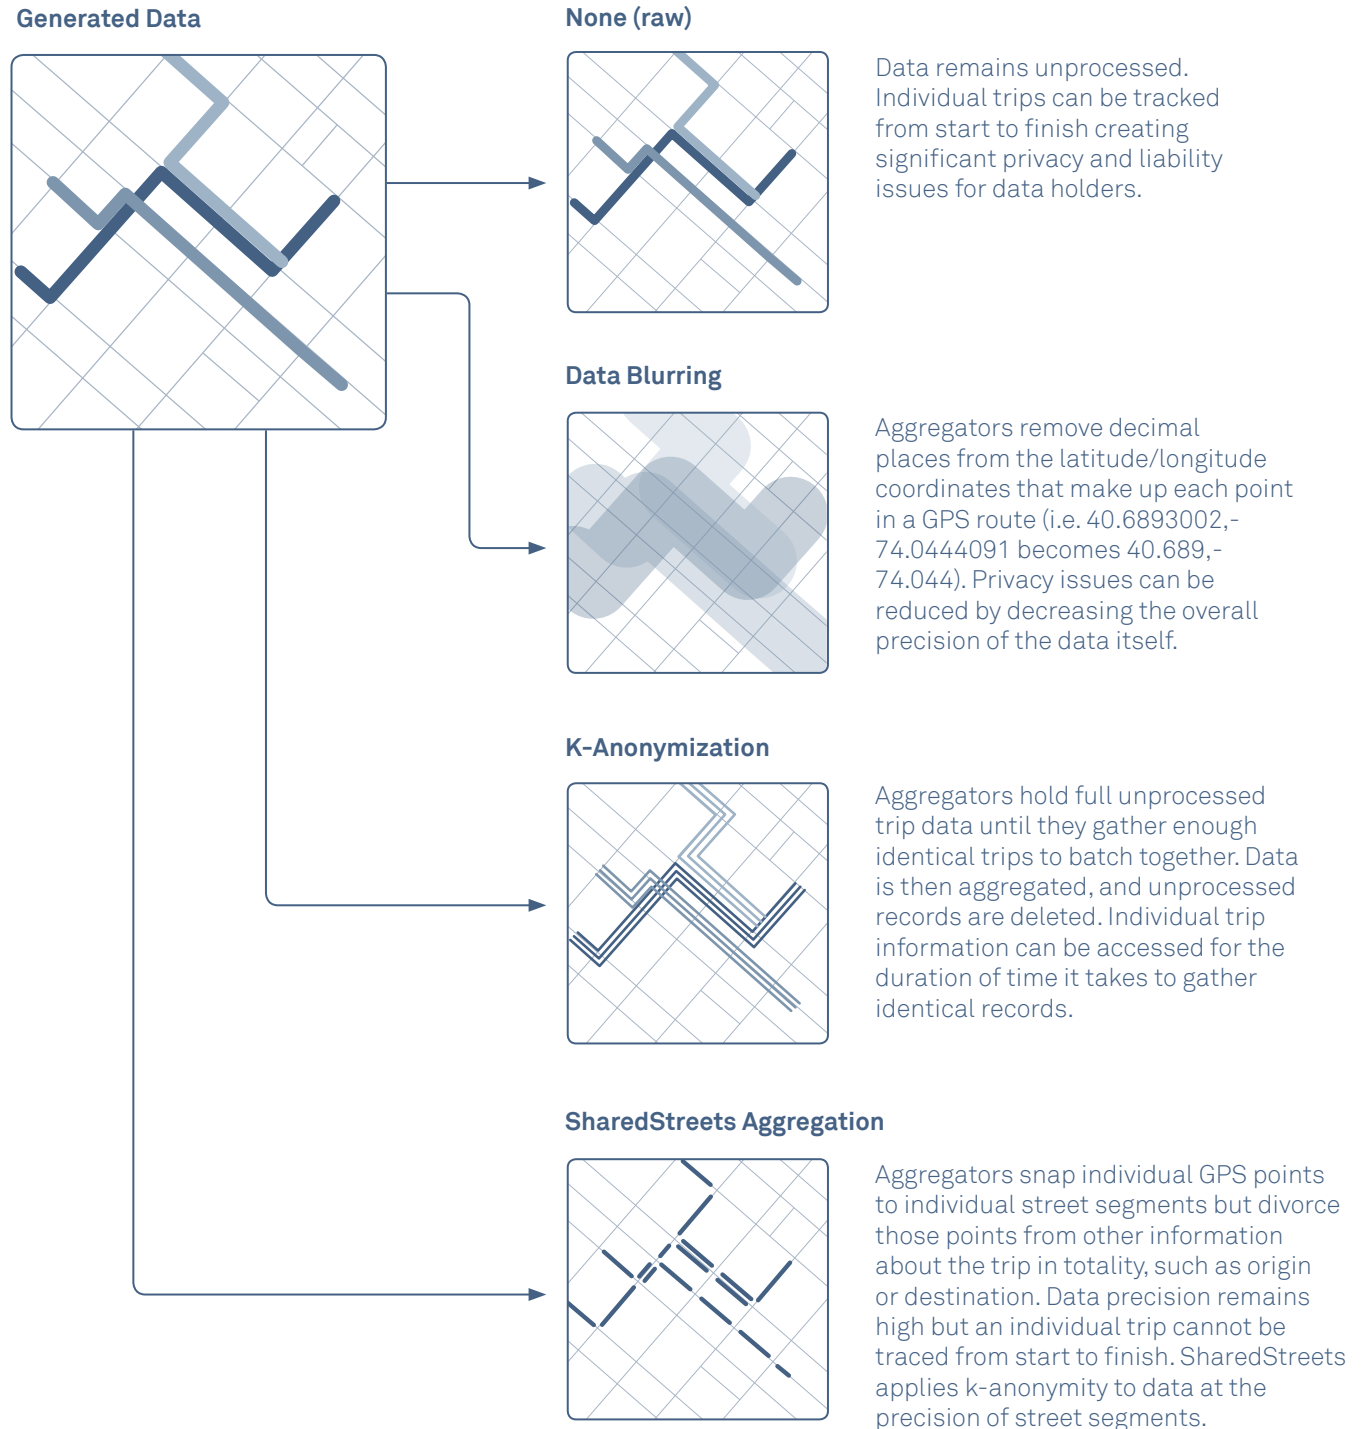 Generated Data
None (raw)
Data remains unprocessed.
Individual trips can be tracked
from start to finish creating
significant privacy and liability
issues for data holders.
Data Blurring
Aggregators remove decimal
places from the latitude/longitude
coordinates that make up each point
in a GPS route (i.e. 40.6893002,-
74.0444091 becomes 40.689,-
74.044). Privacy issues can be
reduced by decreasing the overall
precision of the data itself.
K-Anonymization
Aggregators hold full unprocessed
trip data until they gather enough
identical trips to batch together. Data
is then aggregated, and unprocessed
records are deleted. Individual trip
information can be accessed for the
duration of time it takes to gather
identical records.
SharedStreets Aggregation
Aggregators snap individual GPS points
to individual street segments but divorce
those points from other information
about the trip in totality, such as origin
or destination. Data precision remains
high but an individual trip cannot be
traced from start to finish. SharedStreets
applies k-anonymity to data at the
precision of street segments.